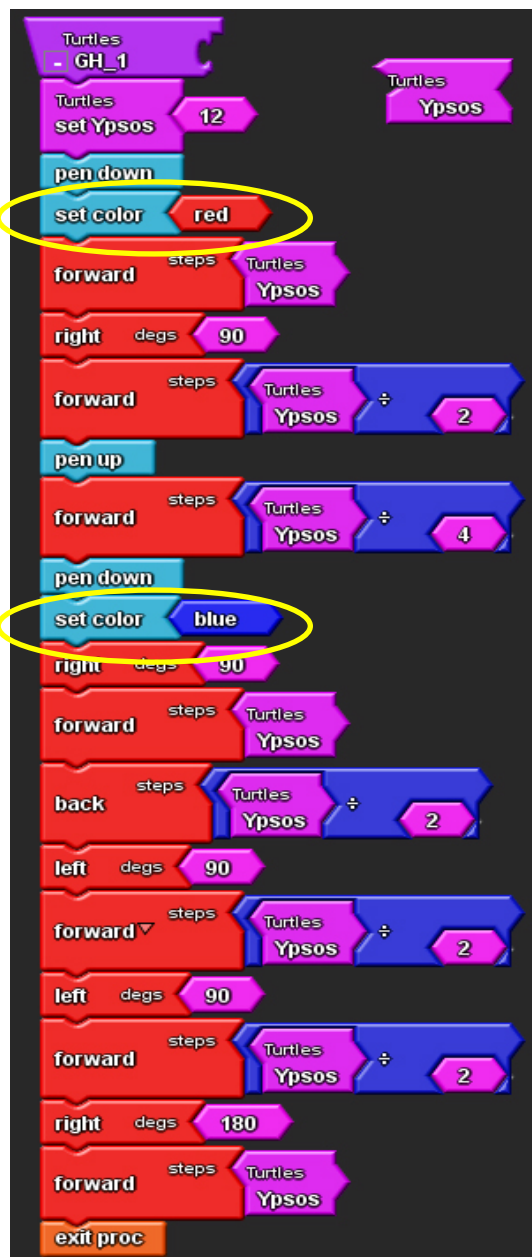 Turtles
- GH_1
Turtles
Ypsos
Turtles
set Ypsos 12
pen down
set color red
forward steps Turtles
Ypsos
right degs 90
forward steps Turtles
Ypsos ÷ 2
pen up
forward steps Turtles
Ypsos ÷ 4
pen down
set color blue
right degs 90
forward steps Turtles
Ypsos
back steps Turtles
Ypsos ÷ 2
left degs 90
forward steps Turtles
Ypsos ÷ 2
left degs 90
forward steps Turtles
Ypsos ÷ 2
right degs 180
forward steps Turtles
Ypsos
exit proc